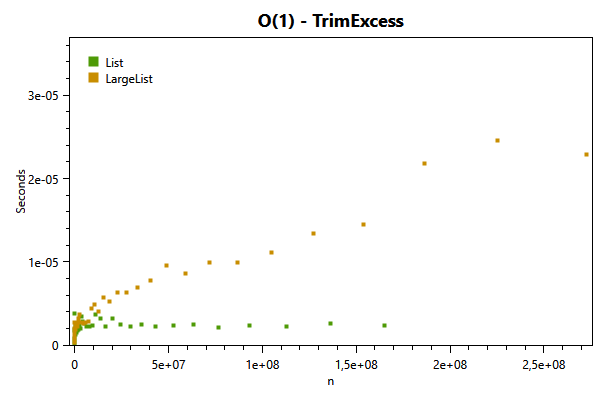 O(1) - TrimExcess
List
LargeList
3e-05
2e-05
1e-05
0
Seconds
0 5e+07 1e+08 1,5e+08 2e+08 2,5e+08
n